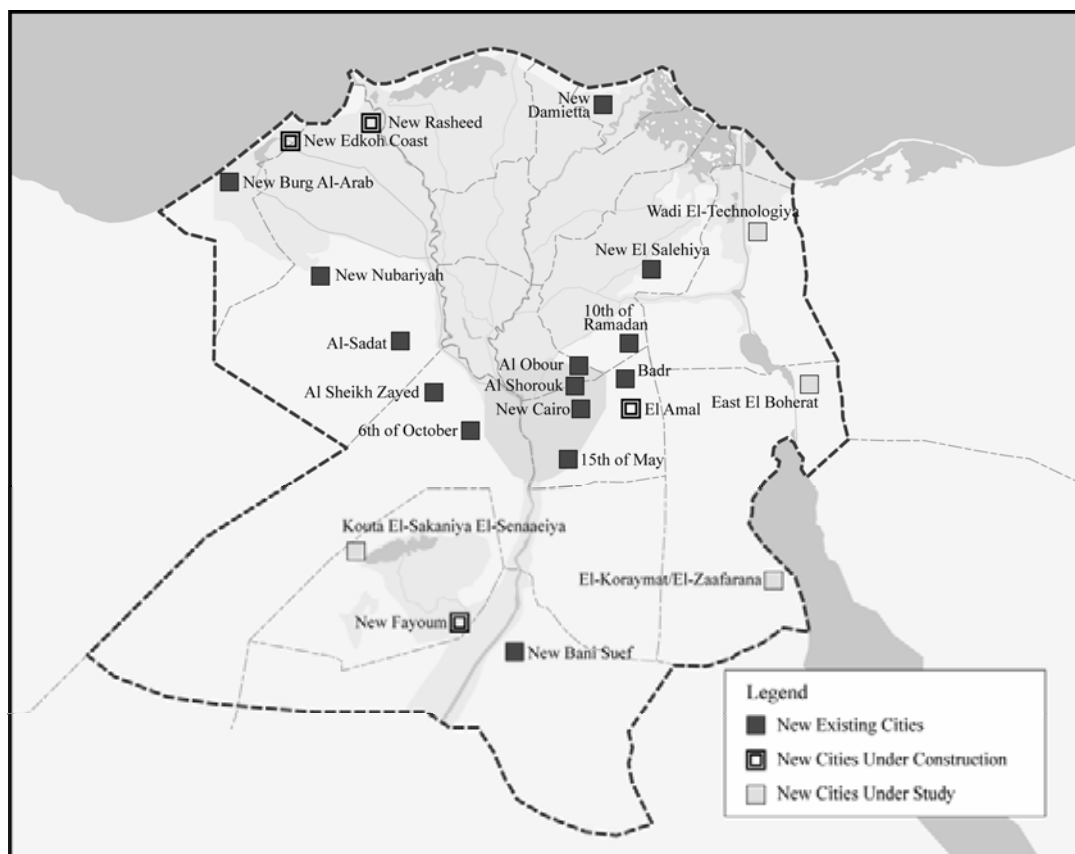 New
Damietta
New Rasheed
New Edkoh Coast
New Burg Al-Arab
Wadi El-Technologiya
New El Salehiya
New Nubariyah
10th of
Ramadan
Al-Sadat
Al Obour
Badr
Al Shorouk
Al Sheikh Zayed
East El Boherat
New Cairo
El Amal
6th of October
15th of May
Kouta El-Sakaniya El-Senaaeiya
El-Koraymat/El-Zaafarana
New Fayoum
New Bani Suef
Legend
New Existing Cities
New Cities Under Construction
New Cities Under Study